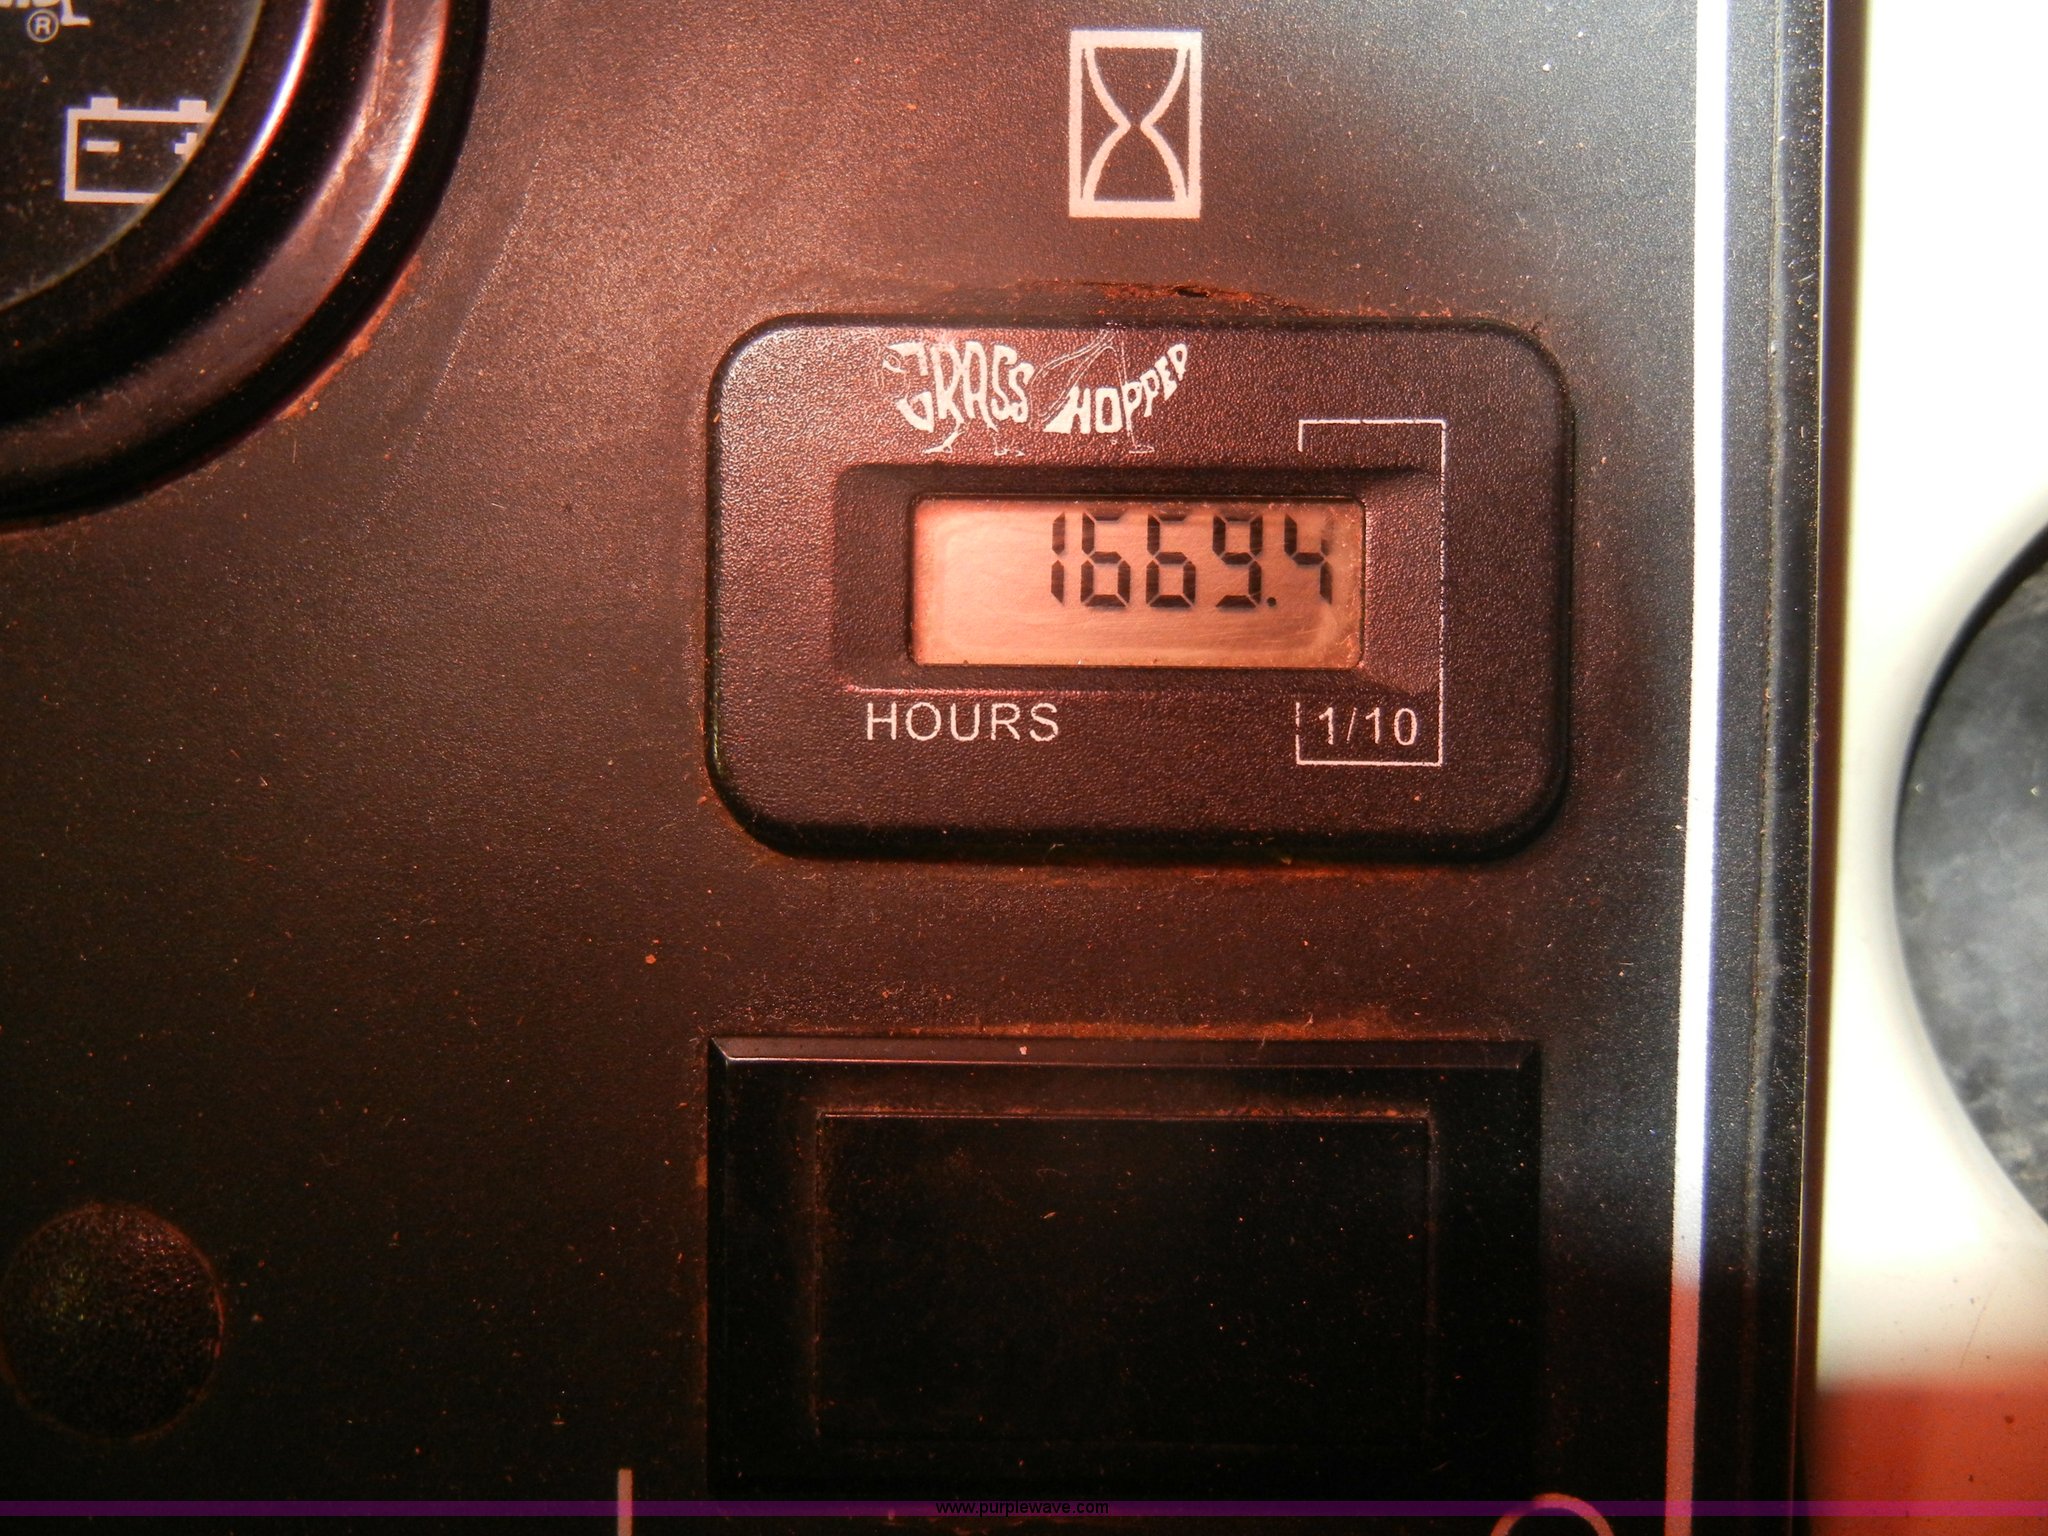 ®
- +
GRASS HOPPER
1669.4
HOURS
1/10
www.purplewave.com